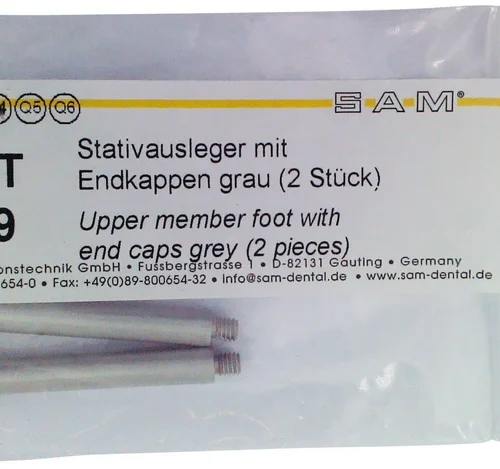 4 Q5 Q6
SAM®
T Stativausleger mit
Endkappen grau (2 Stück)
9 Upper member foot with
end caps grey (2 pieces)
onstechnik GmbH • Fussbergstrasse 1 • D-82131 Gauting • Germany
654-0 • Fax: +49(0)89-800654-32 • info@sam-dental.de • www.sam-dental.de